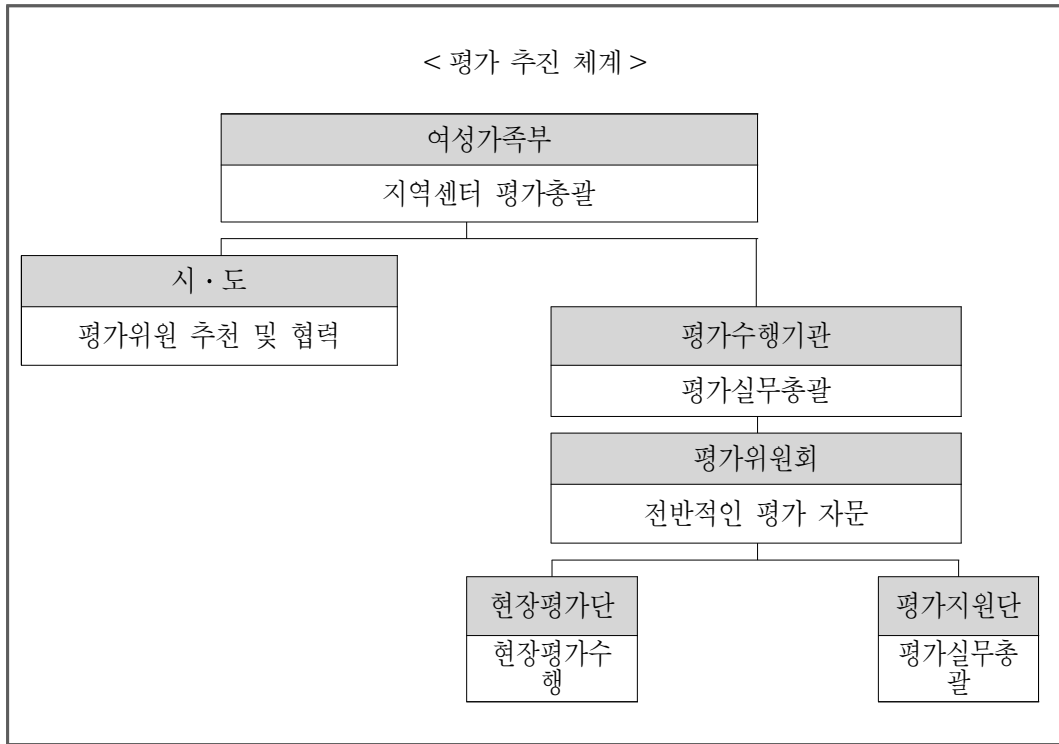 < 평가 추진 체계 >
여성가족부
지역센터 평가총괄
시·도
평가위원 추천 및 협력
평가수행기관
평가실무총괄
평가위원회
전반적인 평가 자문
현장평가단
현장평가수
행
평가지원단
평가실무총
괄